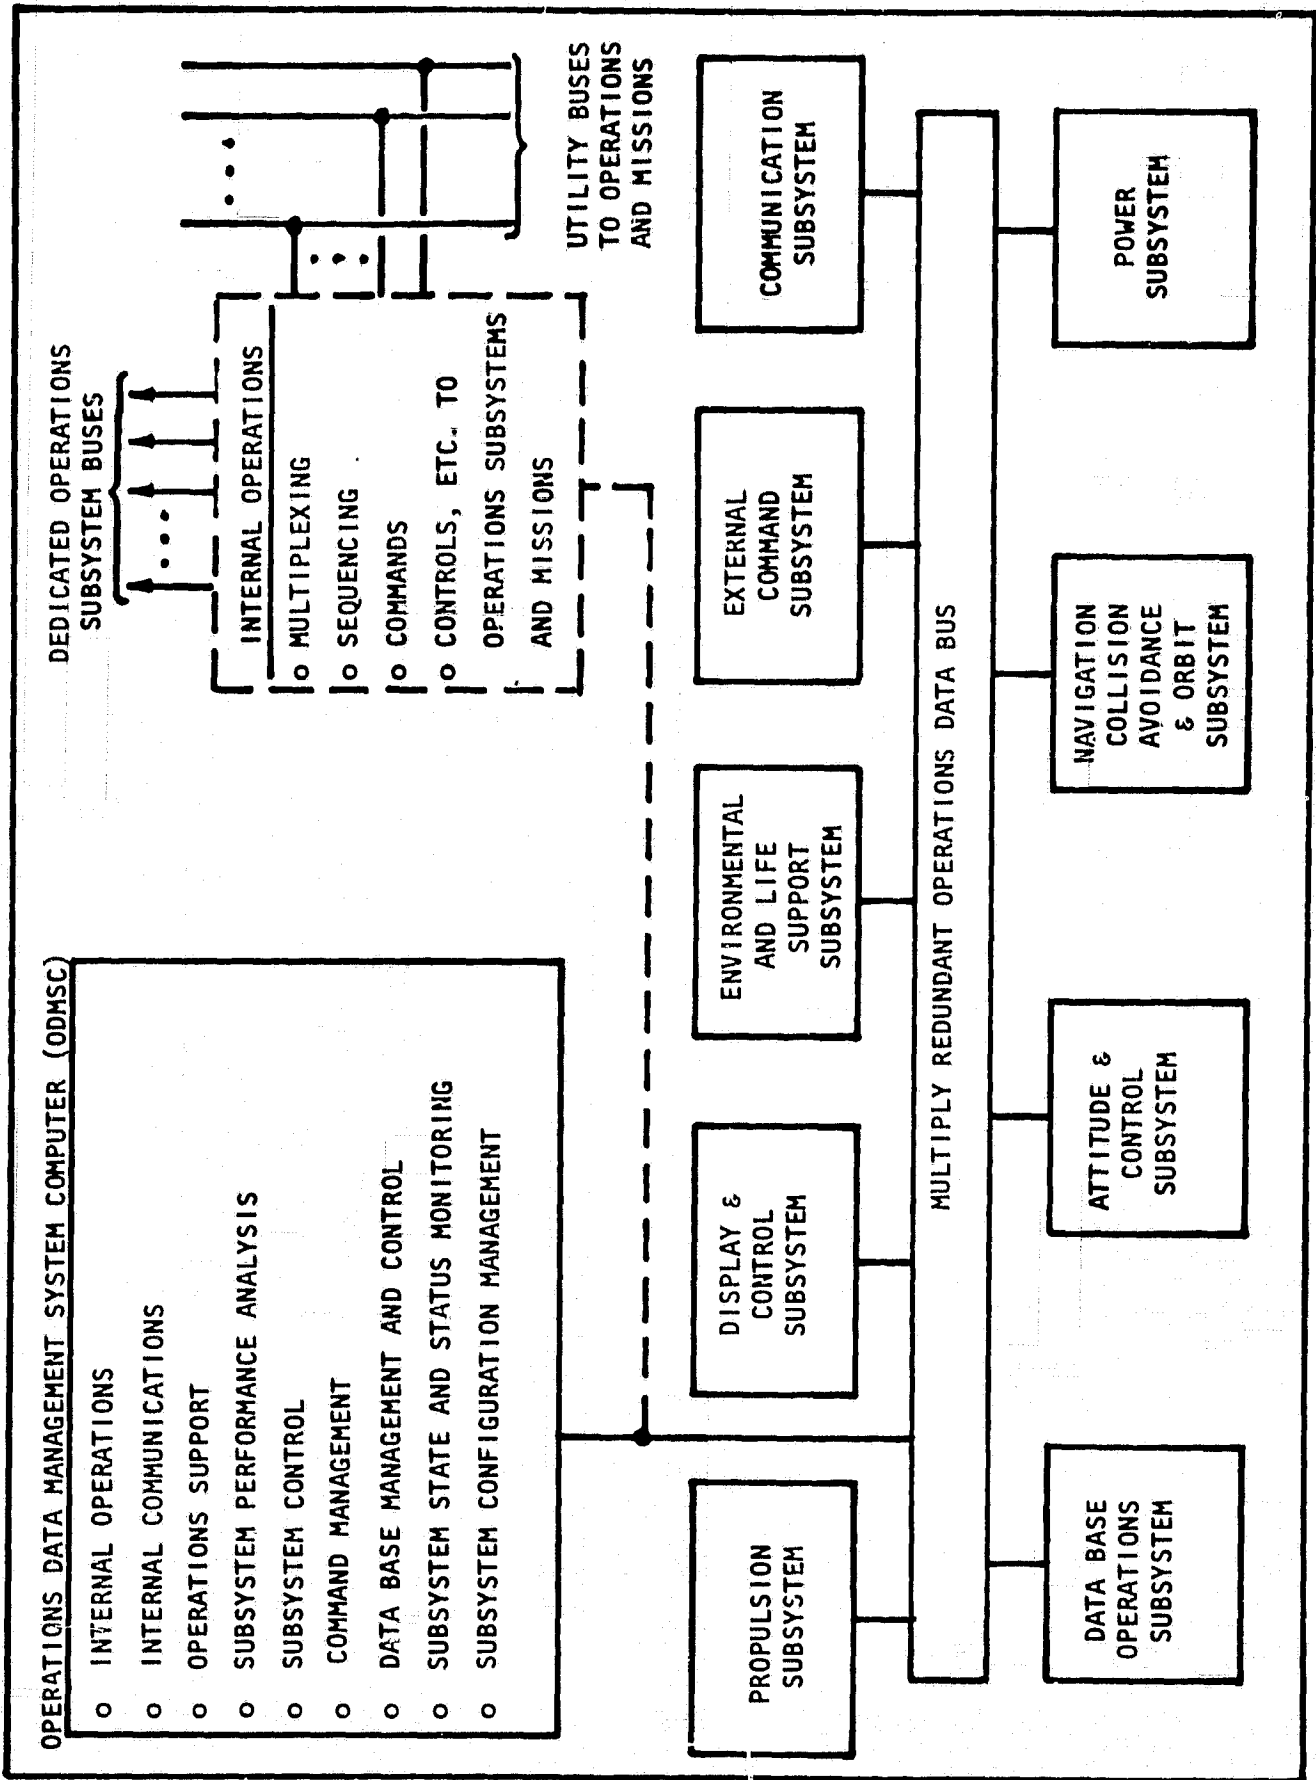 OPERATIONS DATA MANAGEMENT SYSTEM COMPUTER (ODMSC)
o INTERNAL OPERATIONS
o INTERNAL COMMUNICATIONS
o OPERATIONS SUPPORT
o SUBSYSTEM PERFORMANCE ANALYSIS
o SUBSYSTEM CONTROL
o COMMAND MANAGEMENT
o DATA BASE MANAGEMENT AND CONTROL
o SUBSYSTEM STATE AND STATUS MONITORING
o SUBSYSTEM CONFIGURATION MANAGEMENT
DEDICATED OPERATIONS
SUBSYSTEM BUSES
INTERNAL OPERATIONS
o MULTIPLEXING
o SEQUENCING
o COMMANDS
o CONTROLS, ETC. TO
OPERATIONS SUBSYSTEMS
AND MISSIONS
UTILITY BUSES
TO OPERATIONS
AND MISSIONS
PROPULSION
SUBSYSTEM
DISPLAY &
CONTROL
SUBSYSTEM
ENVIRONMENTAL
AND LIFE
SUPPORT
SUBSYSTEM
EXTERNAL
COMMAND
SUBSYSTEM
COMMUNICATION
SUBSYSTEM
MULTIPLY REDUNDANT OPERATIONS DATA BUS
DATA BASE
OPERATIONS
SUBSYSTEM
ATTITUDE &
CONTROL
SUBSYSTEM
NAVIGATION
COLLISION
AVOIDANCE
& ORBIT
SUBSYSTEM
POWER
SUBSYSTEM